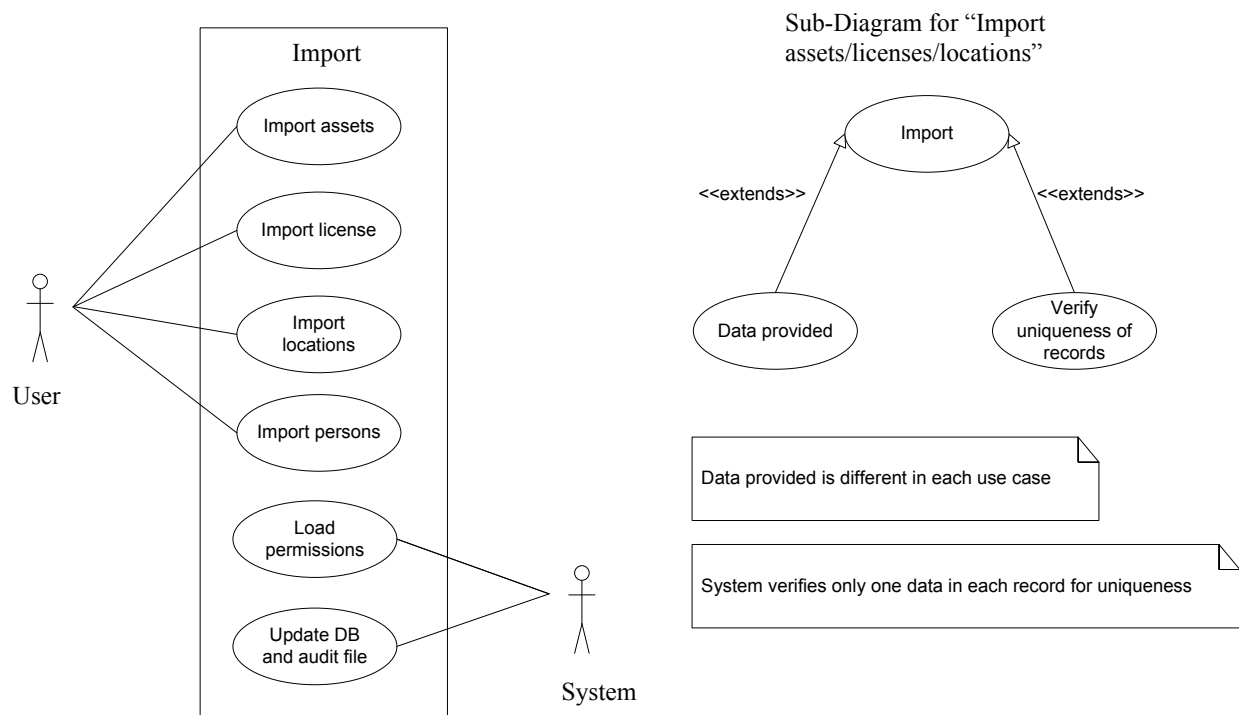 Import
Import assets
Import license
Import
locations
Import persons
Load
permissions
Update DB
and audit file
User
System
Sub-Diagram for “Import
assets/licenses/locations”
Import
<<extends>>
<<extends>>
Data provided
Verify
uniqueness of
records
Data provided is different in each use case
System verifies only one data in each record for uniqueness